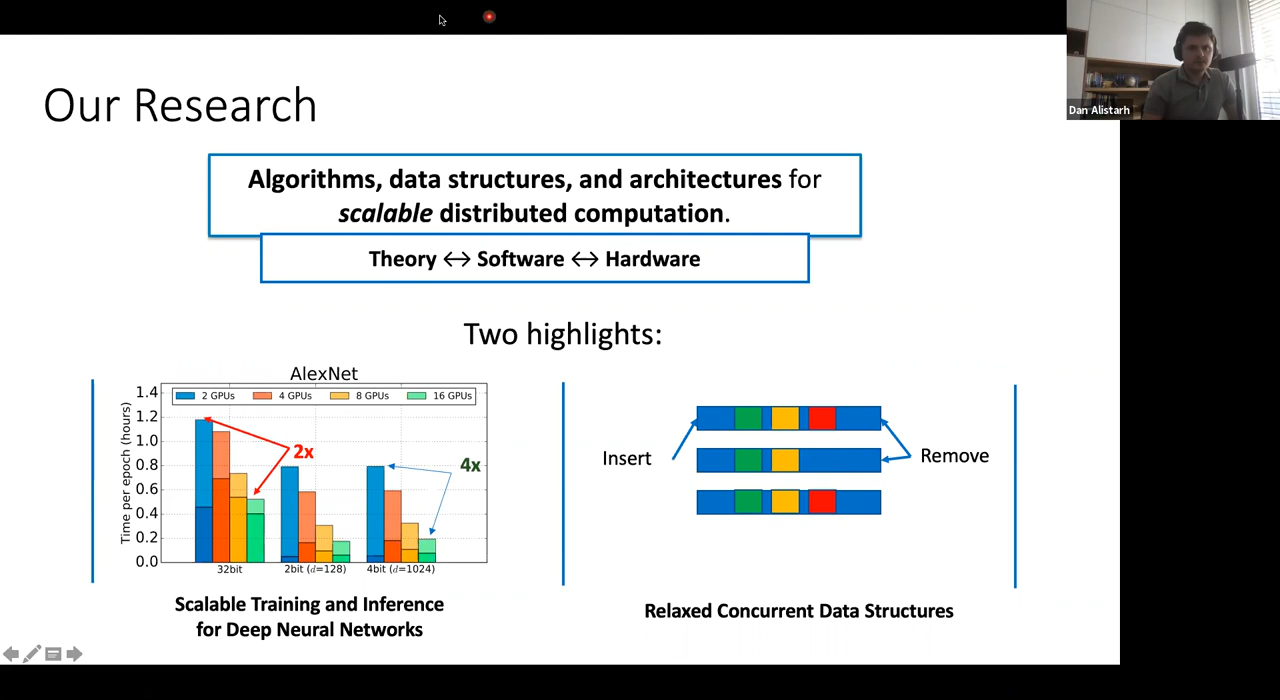 Dan Alistarh
Our Research
Algorithms, data structures, and architectures for
scalable distributed computation.
Theory ↔ Software ↔ Hardware
Two highlights:
AlexNet
1.4
1.2
1.0
0.8
0.6
0.4
0.2
0.0
Time per epoch (hours)
2 GPUs 4 GPUs 8 GPUs 16 GPUs
2x
4x
32bit 2bit (d=128) 4bit (d=1024)
Scalable Training and Inference
for Deep Neural Networks
Insert
Remove
Relaxed Concurrent Data Structures